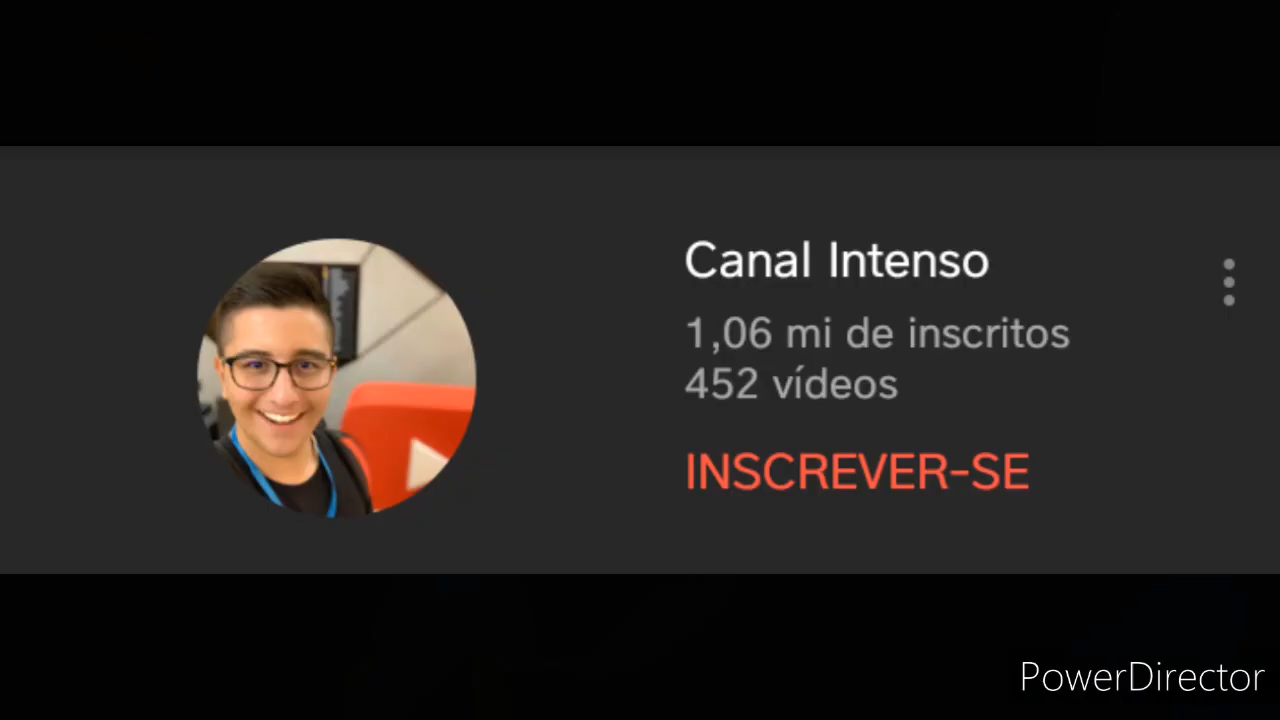 Canal Intenso
1,06 mi de inscritos
452 vídeos
INSCREVER-SE
PowerDirector